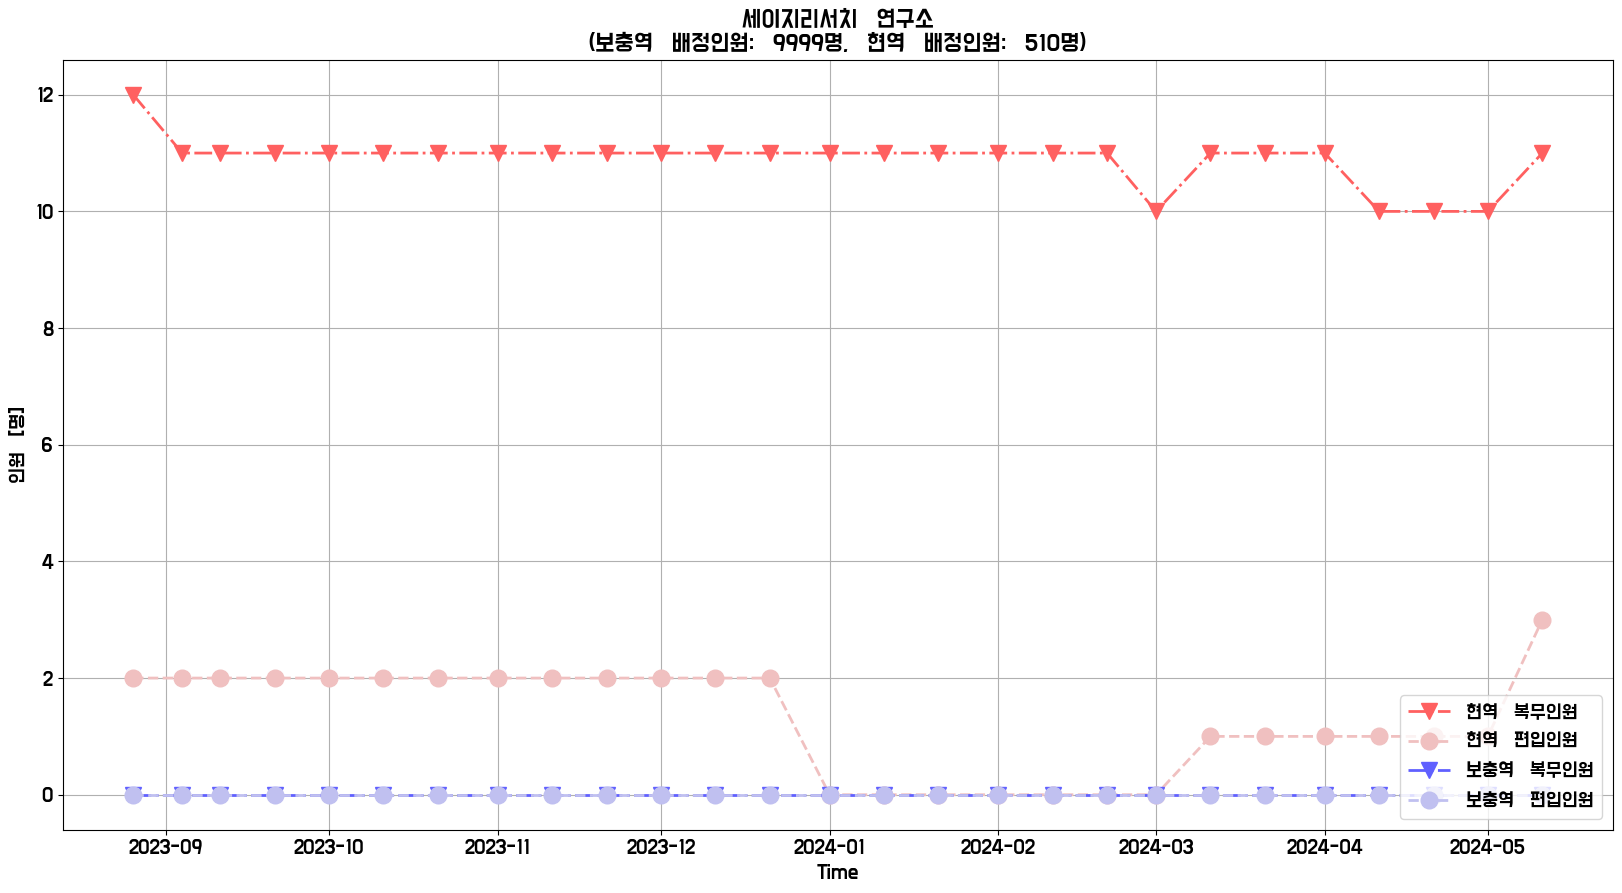 세이지리서치 연구소
(보충역 배정인원: 9999명, 현역 배정인원: 510명)
12
10
8
6
4
2
0
인원 [명]
2023-09
2023-10
2023-11
2023-12
2024-01
2024-02
2024-03
2024-04
2024-05
Time
현역 복무인원
현역 편입인원
보충역 복무인원
보충역 편입인원